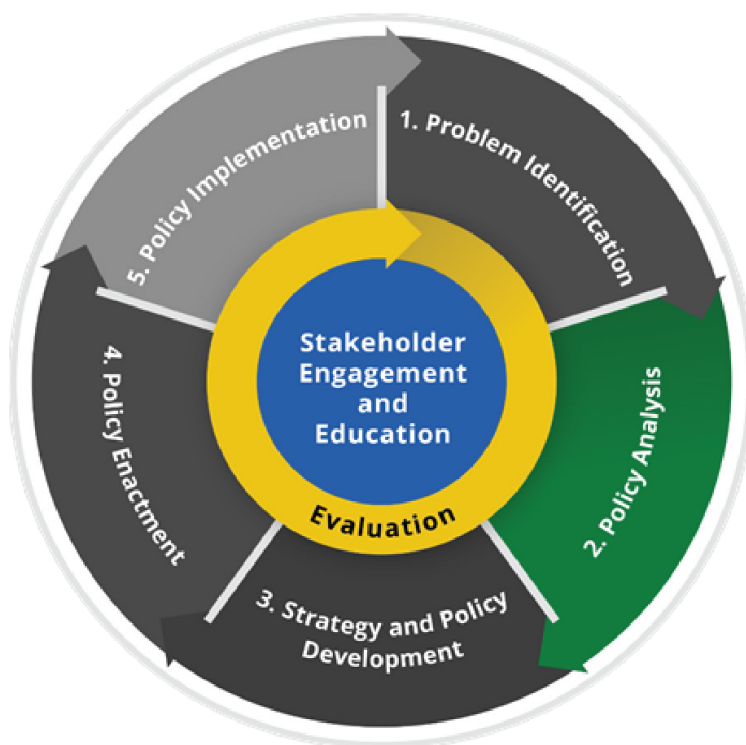 1. Problem Identification
2. Policy Analysis
3. Strategy and Policy
Development
4. Policy Enactment
5. Policy Implementation
Evaluation
Stakeholder
Engagement
and
Education